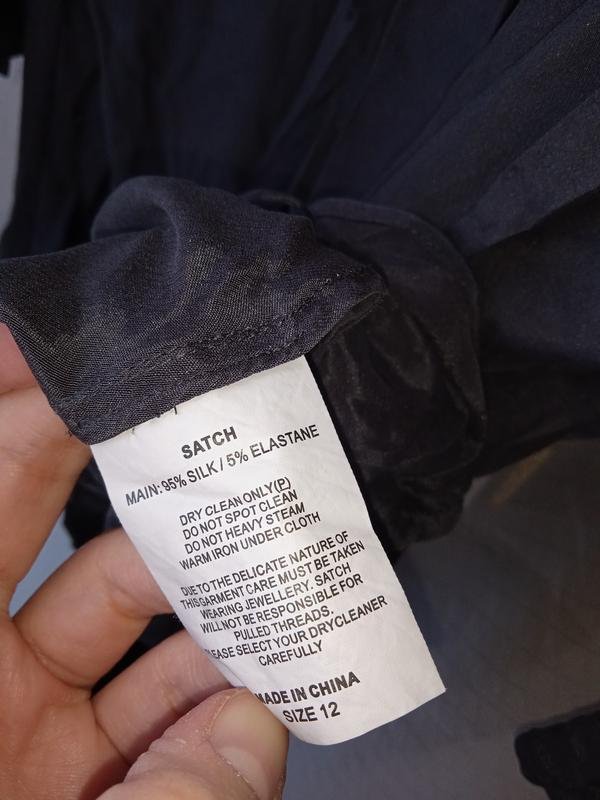 SATCH
MAIN: 95% SILK / 5% ELASTANE
DRY CLEAN ONLY(P)
DO NOT SPOT CLEAN
DO NOT HEAVY STEAM
WARM IRON UNDER CLOTH
DUE TO THE DELICATE NATURE OF
THIS GARMENT CARE MUST BE TAKEN
WEARING JEWELLERY. SATCH
WILL NOT BE RESPONSIBLE FOR
PULLED THREADS.
PLEASE SELECT YOUR DRYCLEANER
CAREFULLY
MADE IN CHINA
SIZE 12